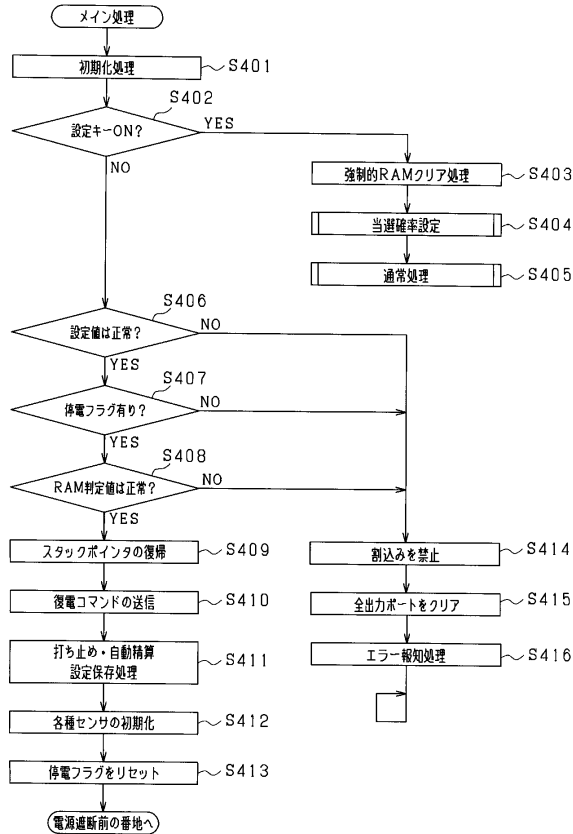 メイン処理
初期化処理
S401
S402
設定キーON?
YES
NO
強制的RAMクリア処理
S403
当選確率設定
S404
通常処理
S405
S406
設定値は正常?
NO
YES
S407
停電フラグ有り?
NO
YES
S408
RAM判定値は正常?
NO
YES
スタックポインタの復帰
S409
復電コマンドの送信
S410
打ち止め・自動精算
設定保存処理
S411
各種センサの初期化
S412
停電フラグをリセット
S413
電源遮断前の番地へ
割込みを禁止
S414
全出力ポートをクリア
S415
エラー報知処理
S416